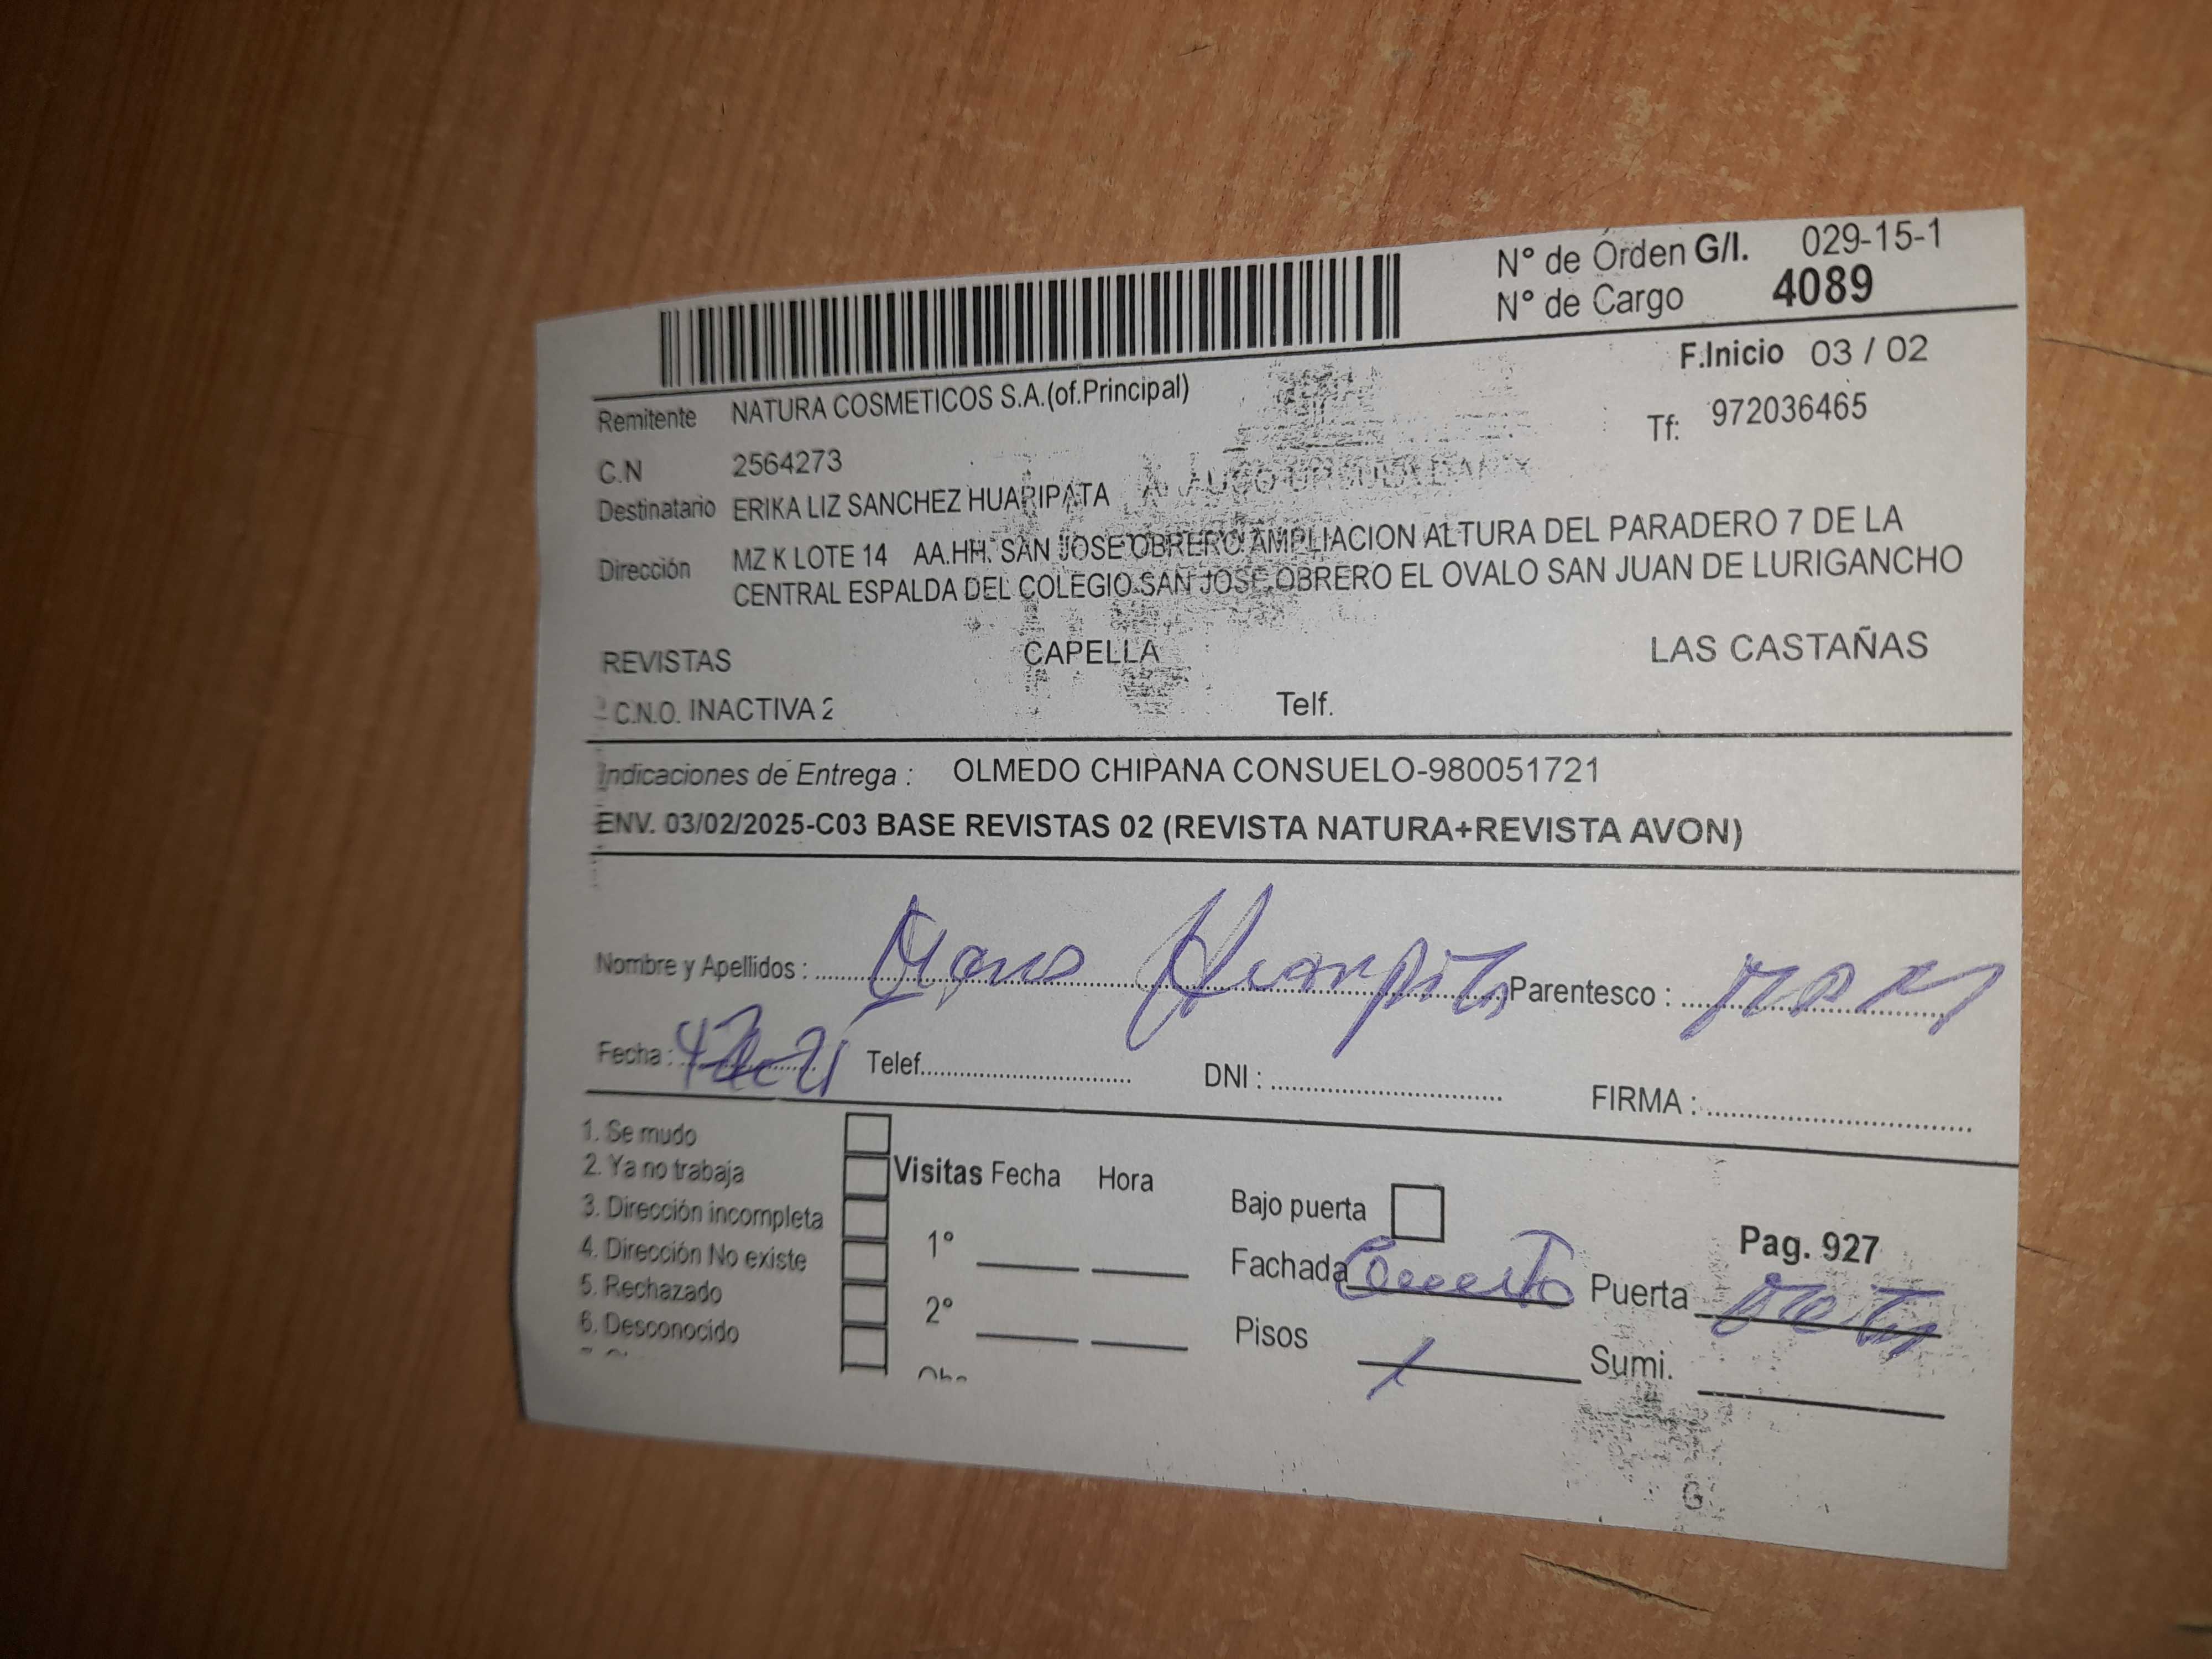 N° de Orden G/I. 029-15-1
N° de Cargo 4089
F.Inicio 03 / 02
Remitente NATURA COSMETICOS S.A.(of.Principal)
Tf: 972036465
C.N 2564273
Destinatario ERIKA LIZ SANCHEZ HUARIPATA
Dirección MZ K LOTE 14 AA.HH. SAN JOSE OBRERO AMPLIACION ALTURA DEL PARADERO 7 DE LA
CENTRAL ESPALDA DEL COLEGIO SAN JOSE OBRERO EL OVALO SAN JUAN DE LURIGANCHO
REVISTAS CAPELLA LAS CASTAÑAS
C.N.O. INACTIVA 2 Telf.
Indicaciones de Entrega : OLMEDO CHIPANA CONSUELO-980051721
ENV. 03/02/2025-C03 BASE REVISTAS 02 (REVISTA NATURA+REVISTA AVON)
Nombre y Apellidos : Parentesco :
Fecha : Telef. DNI : FIRMA :
1. Se mudo
2. Ya no trabaja
3. Dirección incompleta
4. Dirección No existe
5. Rechazado
6. Desconocido
Visitas Fecha Hora
1°
2°
Bajo puerta
Pag. 927
Fachada Puerta
Pisos 1 Sumi.
G